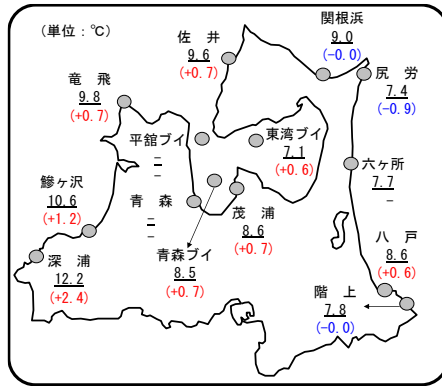 (単位：℃)
関根浜
9.0
(-0.0)
佐 井
9.6
(+0.7)
尻 労
7.4
(-0.9)
竜 飛
9.8
(+0.7)
平舘ブイ
-
-
東湾ブイ
7.1
(+0.6)
六ヶ所
7.7
-
鰺ヶ沢
10.6
(+1.2)
青 森
-
-
茂 浦
8.6
(+0.7)
青森ブイ
8.5
(+0.7)
八 戸
8.6
(+0.6)
深 浦
12.2
(+2.4)
階 上
7.8
(-0.0)